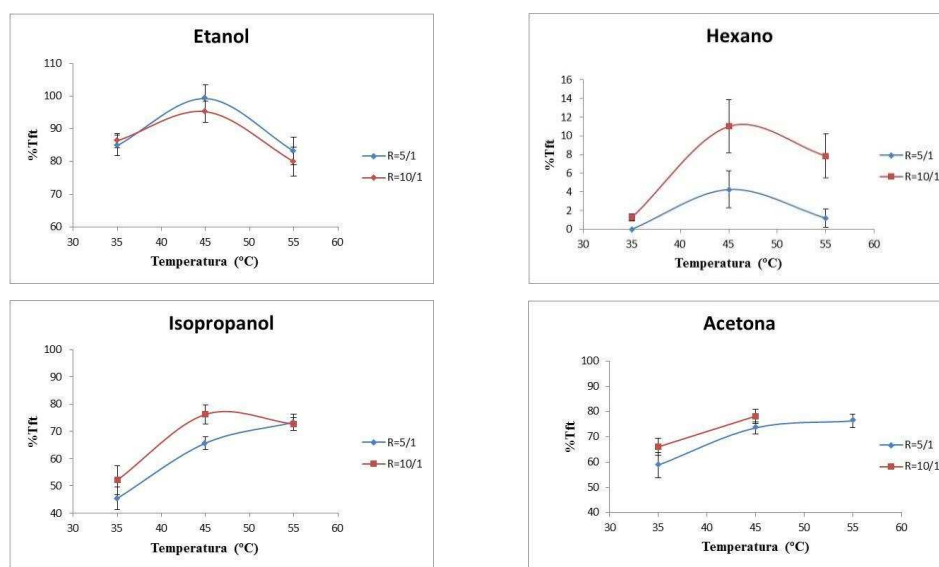 Etanol
110
100
90
80
70
60
%Tft
30 35 40 45 50 55 60
Temperatura (ºC)
R=5/1
R=10/1
Hexano
16
14
12
10
8
6
4
2
0
%Tft
30 35 40 45 50 55 60
Temperatura (ºC)
R=5/1
R=10/1
Isopropanol
100
90
80
70
60
50
40
%Tft
30 35 40 45 50 55 60
Temperatura (ºC)
R=5/1
R=10/1
Acetona
100
90
80
70
60
50
40
%Tft
30 35 40 45 50 55 60
Temperatura (ºC)
R=5/1
R=10/1